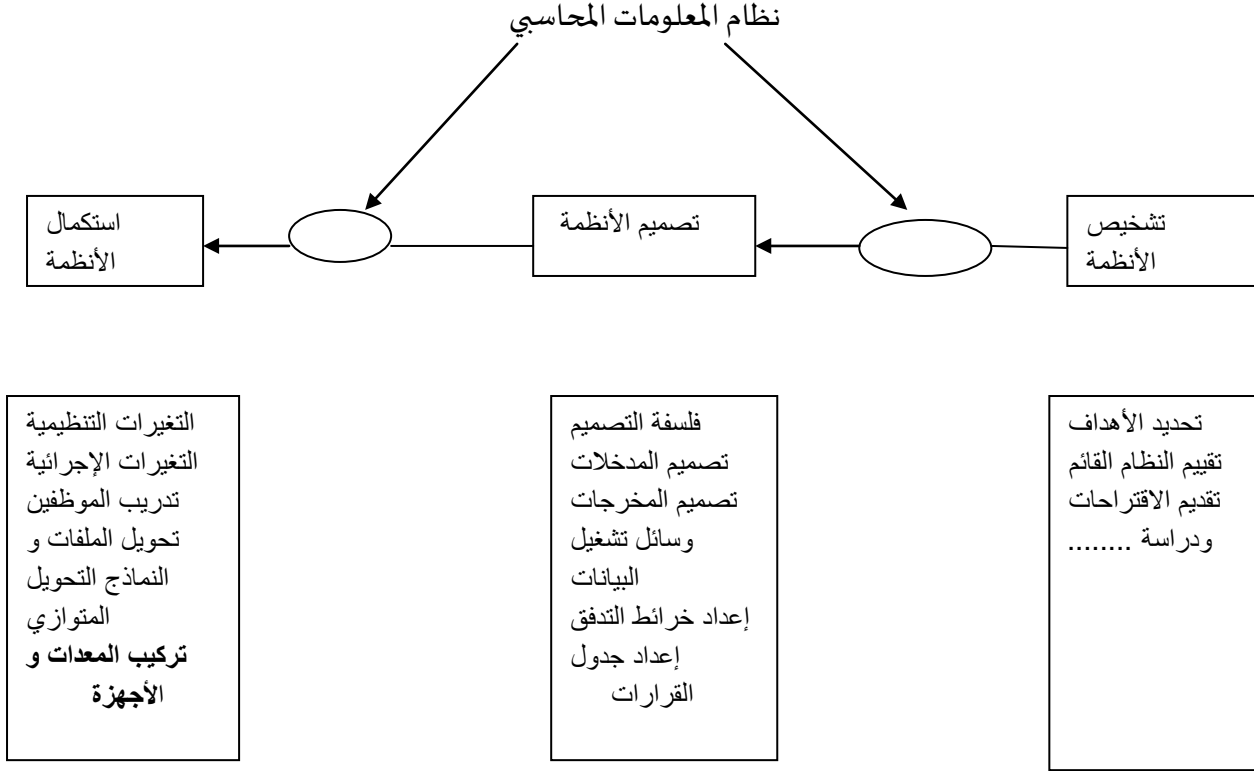 نظام المعلومات المحاسبي
تشخيص
الأنظمة
تصميم الأنظمة
استكمال
الأنظمة
تحديد الأهداف
تقييم النظام القائم
تقديم الاقتراحات
ودراسة ........
فلسفة التصميم
تصميم المدخلات
تصميم المخرجات
وسائل تشغيل
البيانات
إعداد خرائط التدفق
إعداد جدول
القرارات
التغيرات التنظيمية
التغيرات الإجرائية
تدريب الموظفين
تحويل الملفات و
النماذج التحويل
المتوازي
تركيب المعدات و
الأجهزة